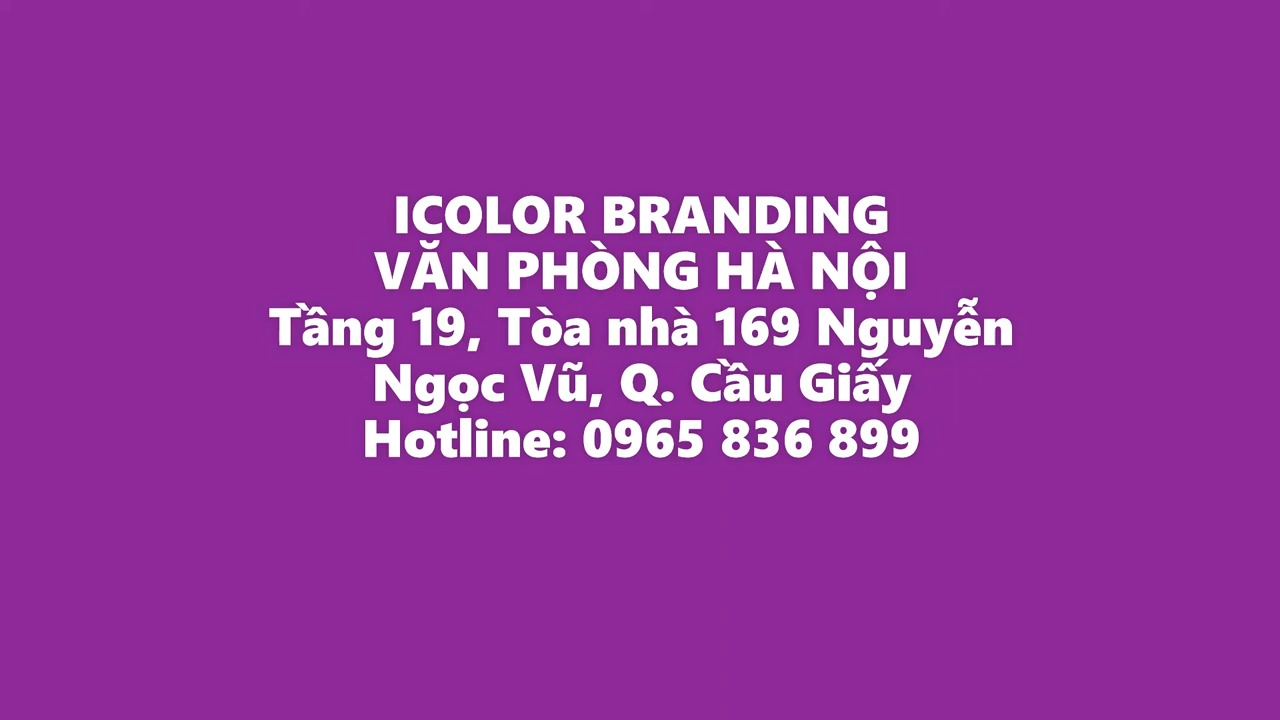 ICOLOR BRANDING
VĂN PHÒNG HÀ NỘI
Tầng 19, Tòa nhà 169 Nguyễn
Ngọc Vũ, Q. Cầu Giấy
Hotline: 0965 836 899